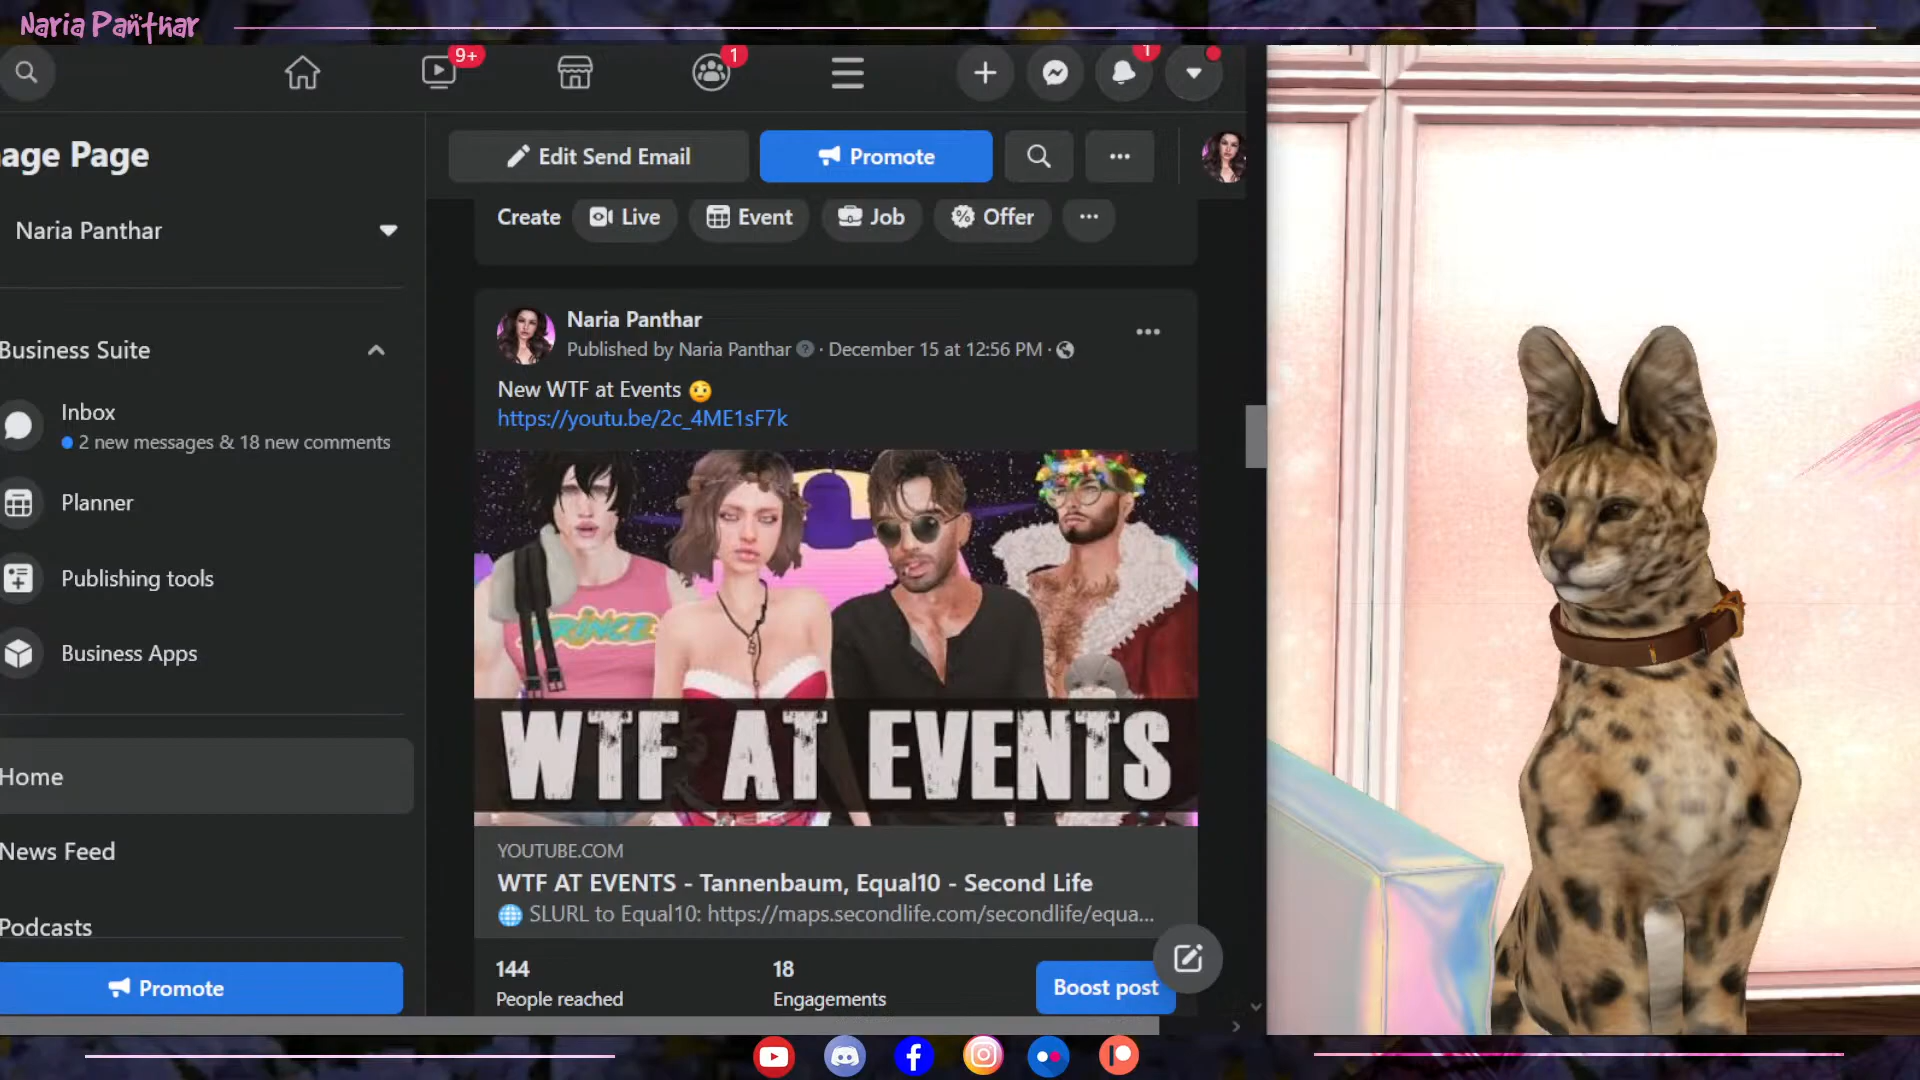 Naria Panthar
9+
1
1
age Page
Edit Send Email
Promote
Naria Panthar
Create
Live
Event
Job
Offer
Business Suite
Inbox
2 new messages & 18 new comments
Planner
Publishing tools
Business Apps
Home
News Feed
Podcasts
Promote
Naria Panthar
Published by Naria Panthar · December 15 at 12:56 PM ·
New WTF at Events 🤨
https://youtu.be/2c_4ME1sF7k
PRINCE
WTF AT EVENTS
YOUTUBE.COM
WTF AT EVENTS - Tannenbaum, Equal10 - Second Life
🌐 SLURL to Equal10: https://maps.secondlife.com/secondlife/equa...
144
People reached
18
Engagements
Boost post